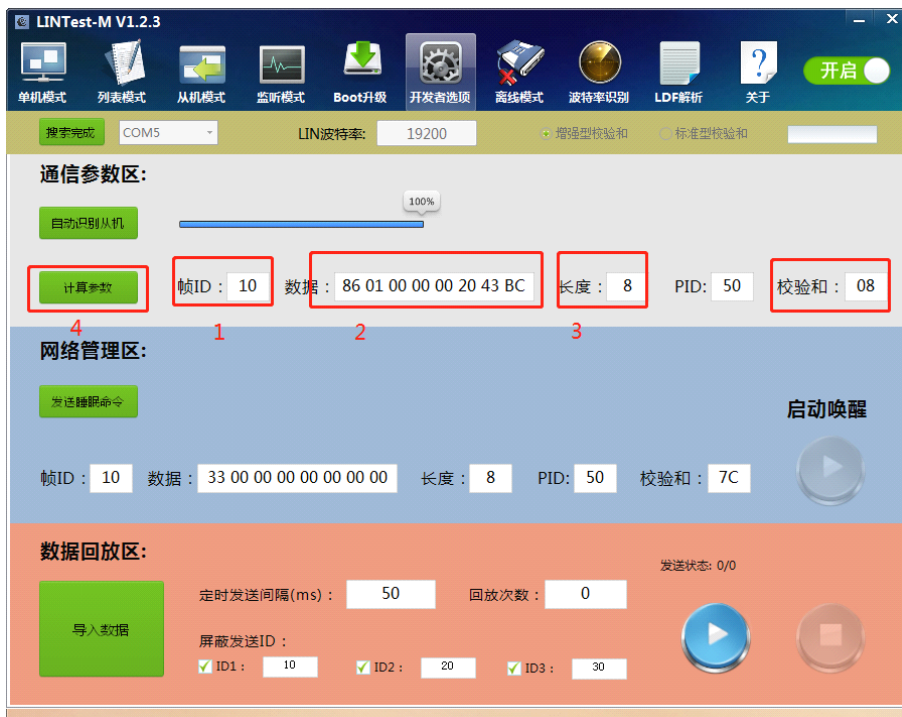 LINTest-M V1.2.3
单机模式 列表模式 从机模式 监听模式 Boot升级 开发者选项 离线模式 波特率识别 LDF解析 关于 开启
搜索完成 COM5 LIN波特率: 19200 增强型校验和 标准型校验和
通信参数区:
100%
自动识别从机
计算参数 帧ID： 10 数据： 86 01 00 00 00 20 43 BC 长度： 8 PID: 50 校验和： 08
4 1 2 3
网络管理区:
发送睡眠命令
启动唤醒
帧ID： 10 数据： 33 00 00 00 00 00 00 00 长度： 8 PID: 50 校验和： 7C
数据回放区:
发送状态: 0/0
定时发送间隔(ms)： 50 回放次数： 0
导入数据
屏蔽发送ID：
ID1： 10 ID2： 20 ID3： 30